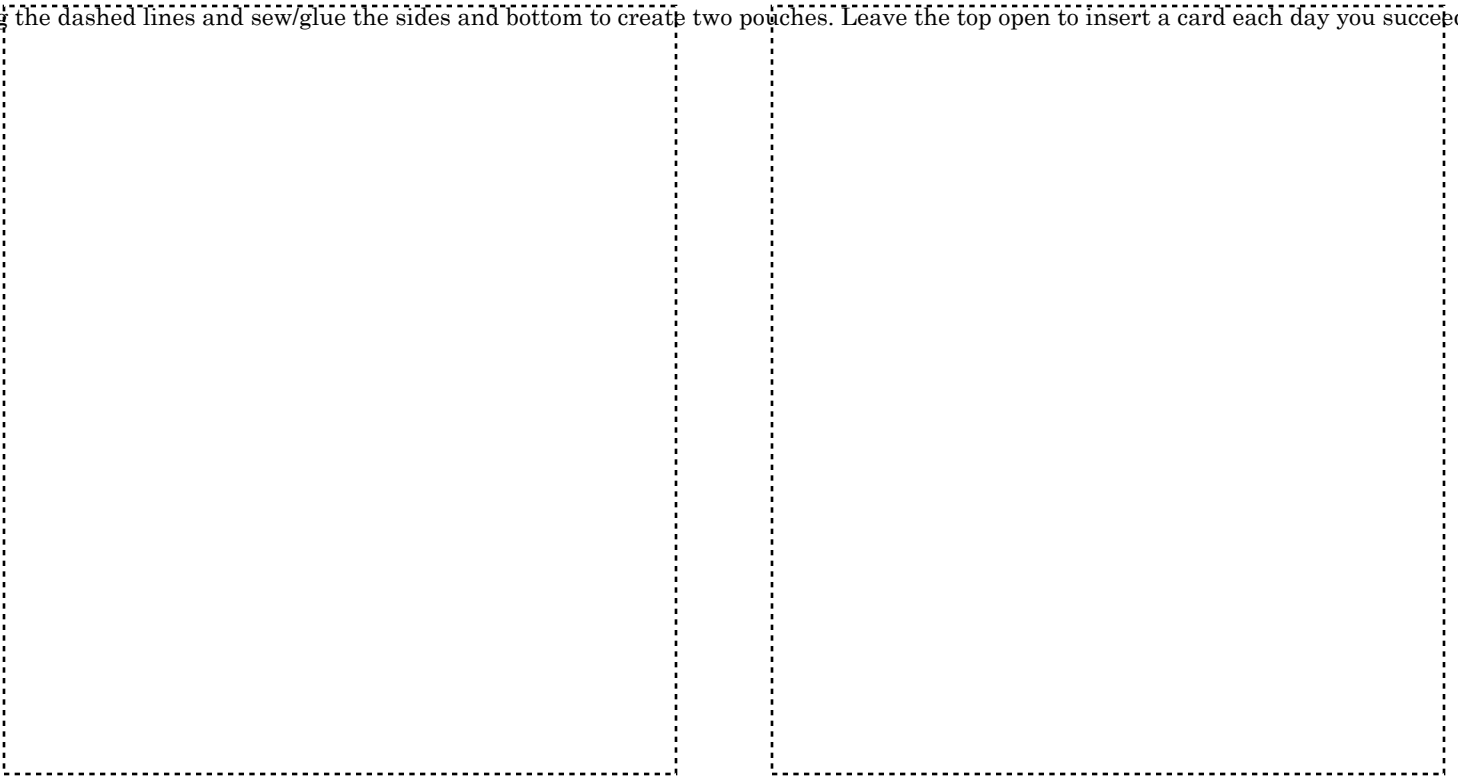 the dashed lines and sew/glue the sides and bottom to create two pouches. Leave the top open to insert a card each day you succeed